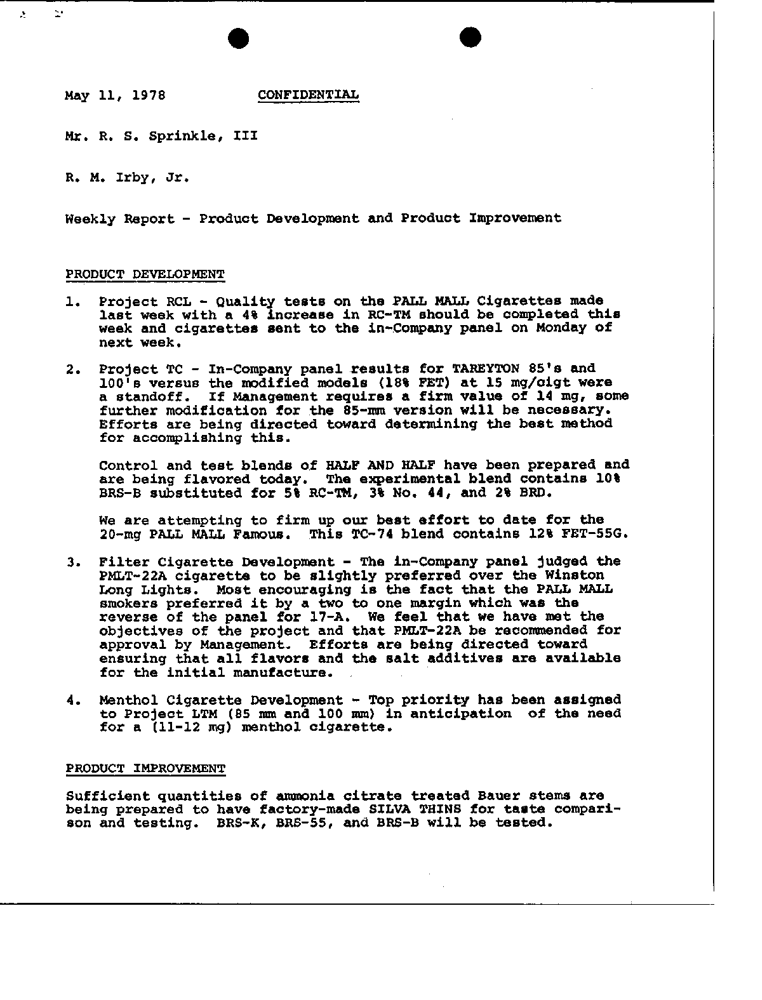 May 11, 1978 CONFIDENTIAL
Mr. R. S. Sprinkle, III
R. M. Irby, Jr.
Weekly Report - Product Development and Product Improvement
PRODUCT DEVELOPMENT
1. Project RCL - Quality tests on the PALL MALL Cigarettes made
last week with a 4% increase in RC-TM should be completed this
week and cigarettes sent to the in-Company panel on Monday of
next week.
2. Project TC - In-Company panel results for TAREYTON 85's and
100's versus the modified models (18% FET) at 15 mg/cigt were
a standoff. If Management requires a firm value of 14 mg, some
further modification for the 85-mm version will be necessary.
Efforts are being directed toward determining the best method
for accomplishing this.
Control and test blends of HALF AND HALF have been prepared and
are being flavored today. The experimental blend contains 10%
BRS-B substituted for 5% RC-TM, 3% No. 44, and 2% BRD.
We are attempting to firm up our best effort to date for the
20-mg PALL MALL Famous. This TC-74 blend contains 12% FET-55G.
3. Filter Cigarette Development - The in-Company panel judged the
PMLT-22A cigarette to be slightly preferred over the Winston
Long Lights. Most encouraging is the fact that the PALL MALL
smokers preferred it by a two to one margin which was the
reverse of the panel for 17-A. We feel that we have met the
objectives of the project and that PMLT-22A be recommended for
approval by Management. Efforts are being directed toward
ensuring that all flavors and the salt additives are available
for the initial manufacture.
4. Menthol Cigarette Development - Top priority has been assigned
to Project LTM (85 mm and 100 mm) in anticipation of the need
for a (11-12 mg) menthol cigarette.
PRODUCT IMPROVEMENT
Sufficient quantities of ammonia citrate treated Bauer stems are
being prepared to have factory-made SILVA THINS for taste compari-
son and testing. BRS-K, BRS-55, and BRS-B will be tested.